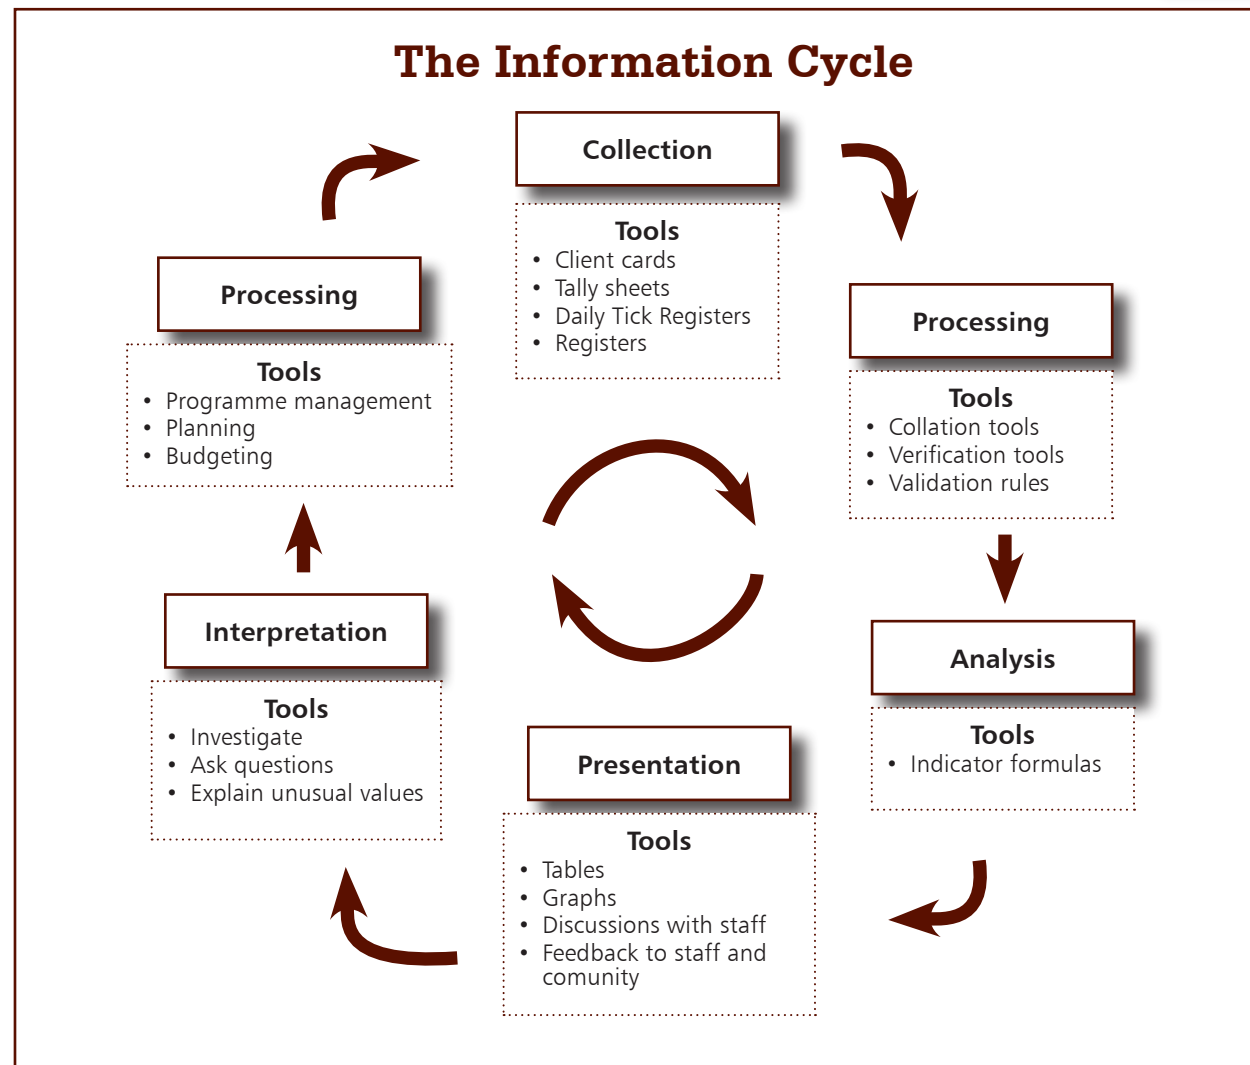 The Information Cycle
Collection
Tools
• Client cards
• Tally sheets
• Daily Tick Registers
• Registers
Processing
Tools
• Collation tools
• Verification tools
• Validation rules
Analysis
Tools
• Indicator formulas
Presentation
Tools
• Tables
• Graphs
• Discussions with staff
• Feedback to staff and
comunity
Interpretation
Tools
• Investigate
• Ask questions
• Explain unusual values
Processing
Tools
• Programme management
• Planning
• Budgeting